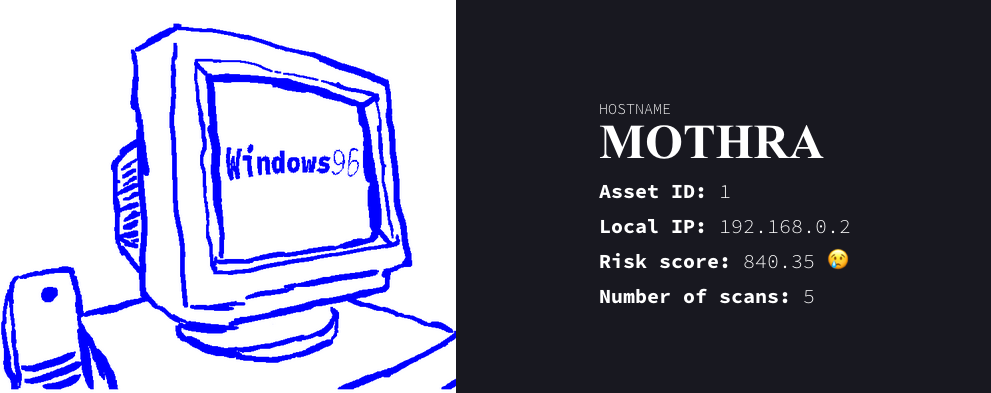 Windows96
HOSTNAME
MOTHRA
Asset ID: 1
Local IP: 192.168.0.2
Risk score: 840.35 😢
Number of scans: 5